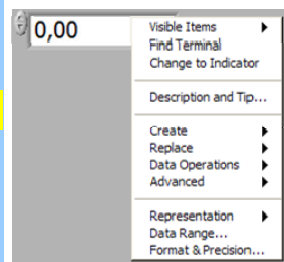 0,00
Visible Items
Find Terminal
Change to Indicator
Description and Tip...
Create
Replace
Data Operations
Advanced
Representation
Data Range...
Format & Precision...